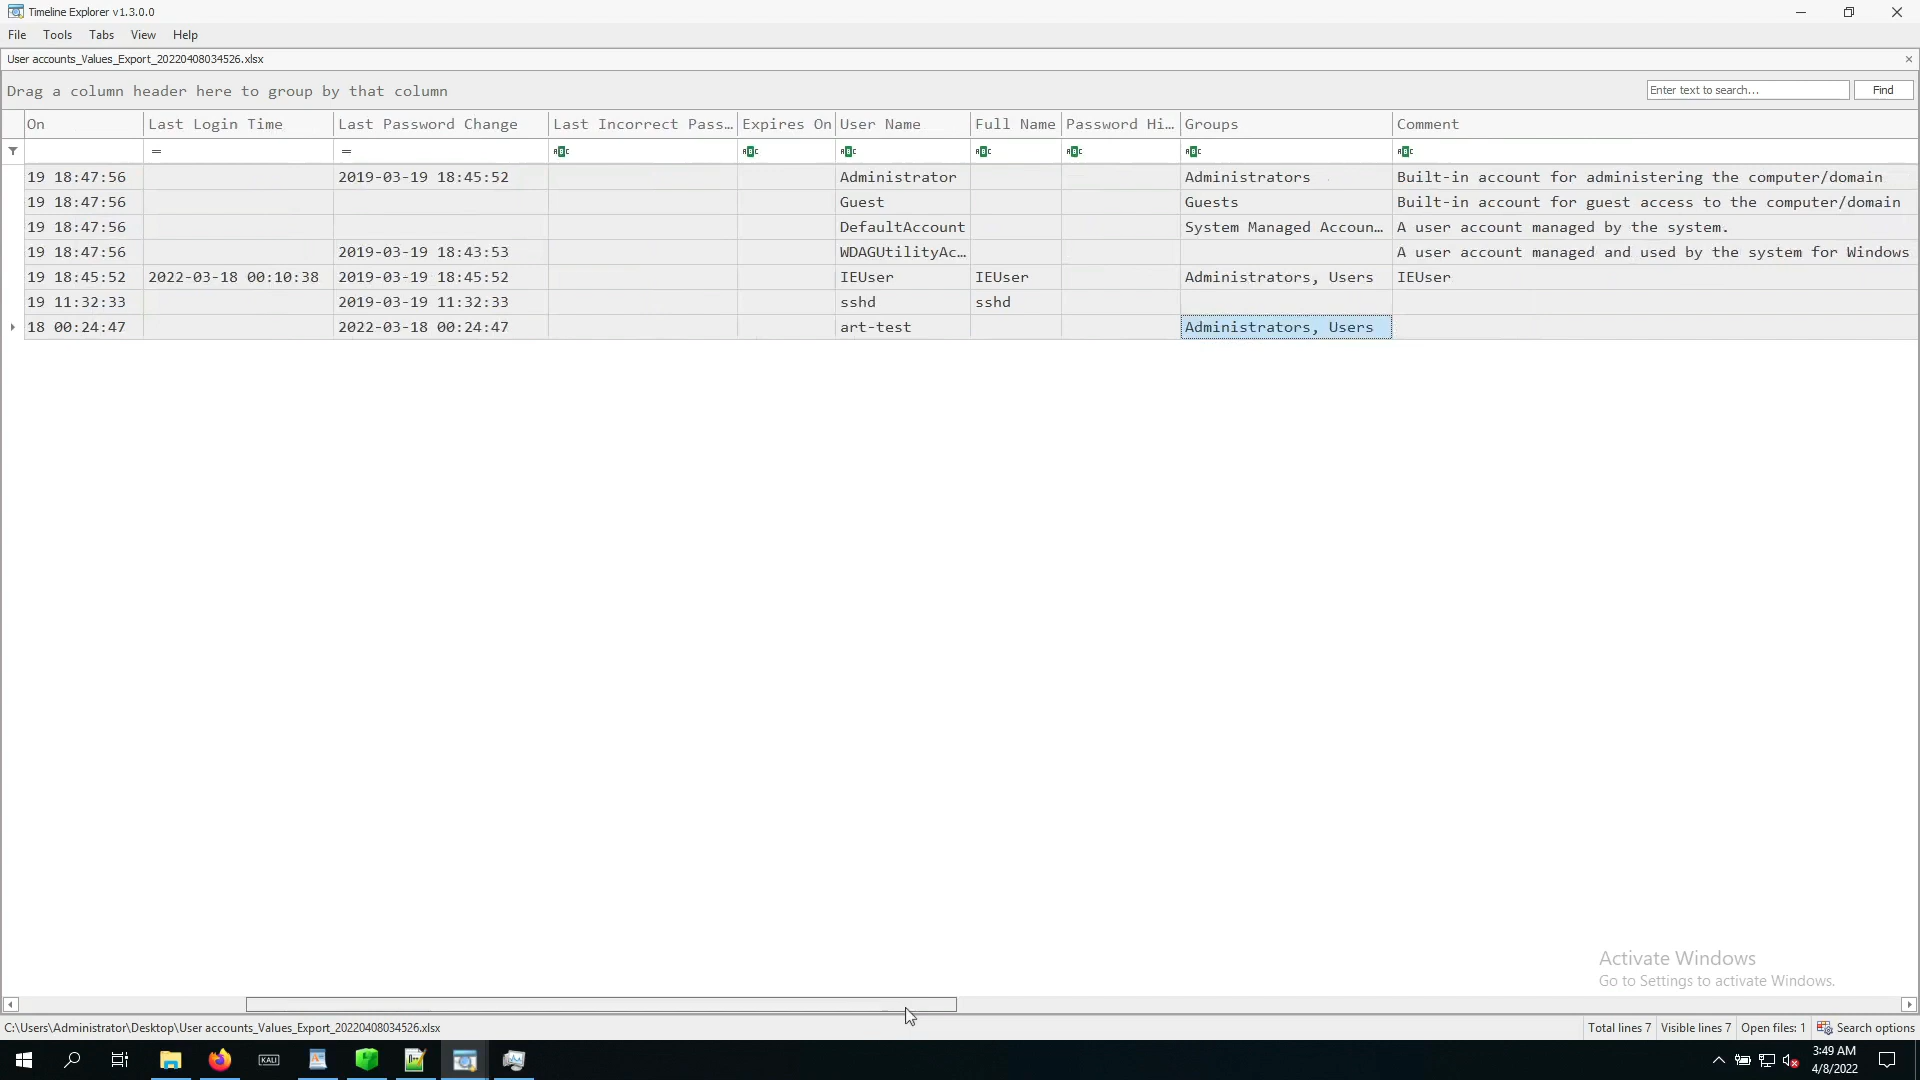 Timeline Explorer v1.3.0.0
File Tools Tabs View Help
User accounts_Values_Export_20220408034526.xlsx
Drag a column header here to group by that column
Enter text to search... Find
On Last Login Time Last Password Change Last Incorrect Pass... Expires On User Name Full Name Password Hi... Groups Comment
= = ABC ABC ABC ABC ABC ABC ABC
19 18:47:56 2019-03-19 18:45:52 Administrator Administrators Built-in account for administering the computer/domain
19 18:47:56 Guest Guests Built-in account for guest access to the computer/domain
19 18:47:56 DefaultAccount System Managed Accoun... A user account managed by the system.
19 18:47:56 2019-03-19 18:43:53 WDAGUtilityAc... A user account managed and used by the system for Windows
19 18:45:52 2022-03-18 00:10:38 2019-03-19 18:45:52 IEUser IEUser Administrators, Users IEUser
19 11:32:33 2019-03-19 11:32:33 sshd sshd
18 00:24:47 2022-03-18 00:24:47 art-test Administrators, Users
Activate Windows
Go to Settings to activate Windows.
C:\Users\Administrator\Desktop\User accounts_Values_Export_20220408034526.xlsx Total lines 7 Visible lines 7 Open files: 1 Search options
KALI
3:49 AM
4/8/2022